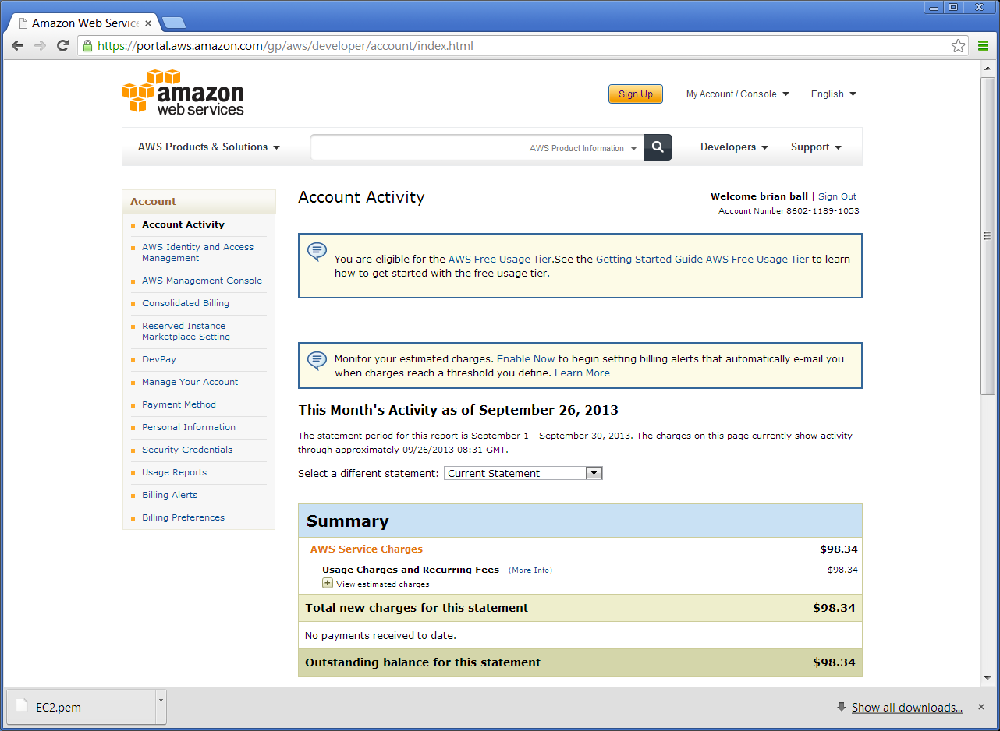 Amazon Web Servic
https://portal.aws.amazon.com/gp/aws/developer/account/index.html
amazon
web services
Sign Up
My Account / Console
English
AWS Products & Solutions
AWS Product Information
Developers
Support
Account
Account Activity
AWS Identity and Access
Management
AWS Management Console
Consolidated Billing
Reserved Instance
Marketplace Setting
DevPay
Manage Your Account
Payment Method
Personal Information
Security Credentials
Usage Reports
Billing Alerts
Billing Preferences
Account Activity
Welcome brian ball | Sign Out
Account Number 8602-1189-1053
You are eligible for the AWS Free Usage Tier.See the Getting Started Guide AWS Free Usage Tier to learn
how to get started with the free usage tier.
Monitor your estimated charges. Enable Now to begin setting billing alerts that automatically e-mail you
when charges reach a threshold you define. Learn More
This Month's Activity as of September 26, 2013
The statement period for this report is September 1 - September 30, 2013. The charges on this page currently show activity
through approximately 09/26/2013 08:31 GMT.
Select a different statement: Current Statement
Summary
AWS Service Charges $98.34
Usage Charges and Recurring Fees (More Info) $98.34
View estimated charges
Total new charges for this statement $98.34
No payments received to date.
Outstanding balance for this statement $98.34
EC2.pem
Show all downloads...